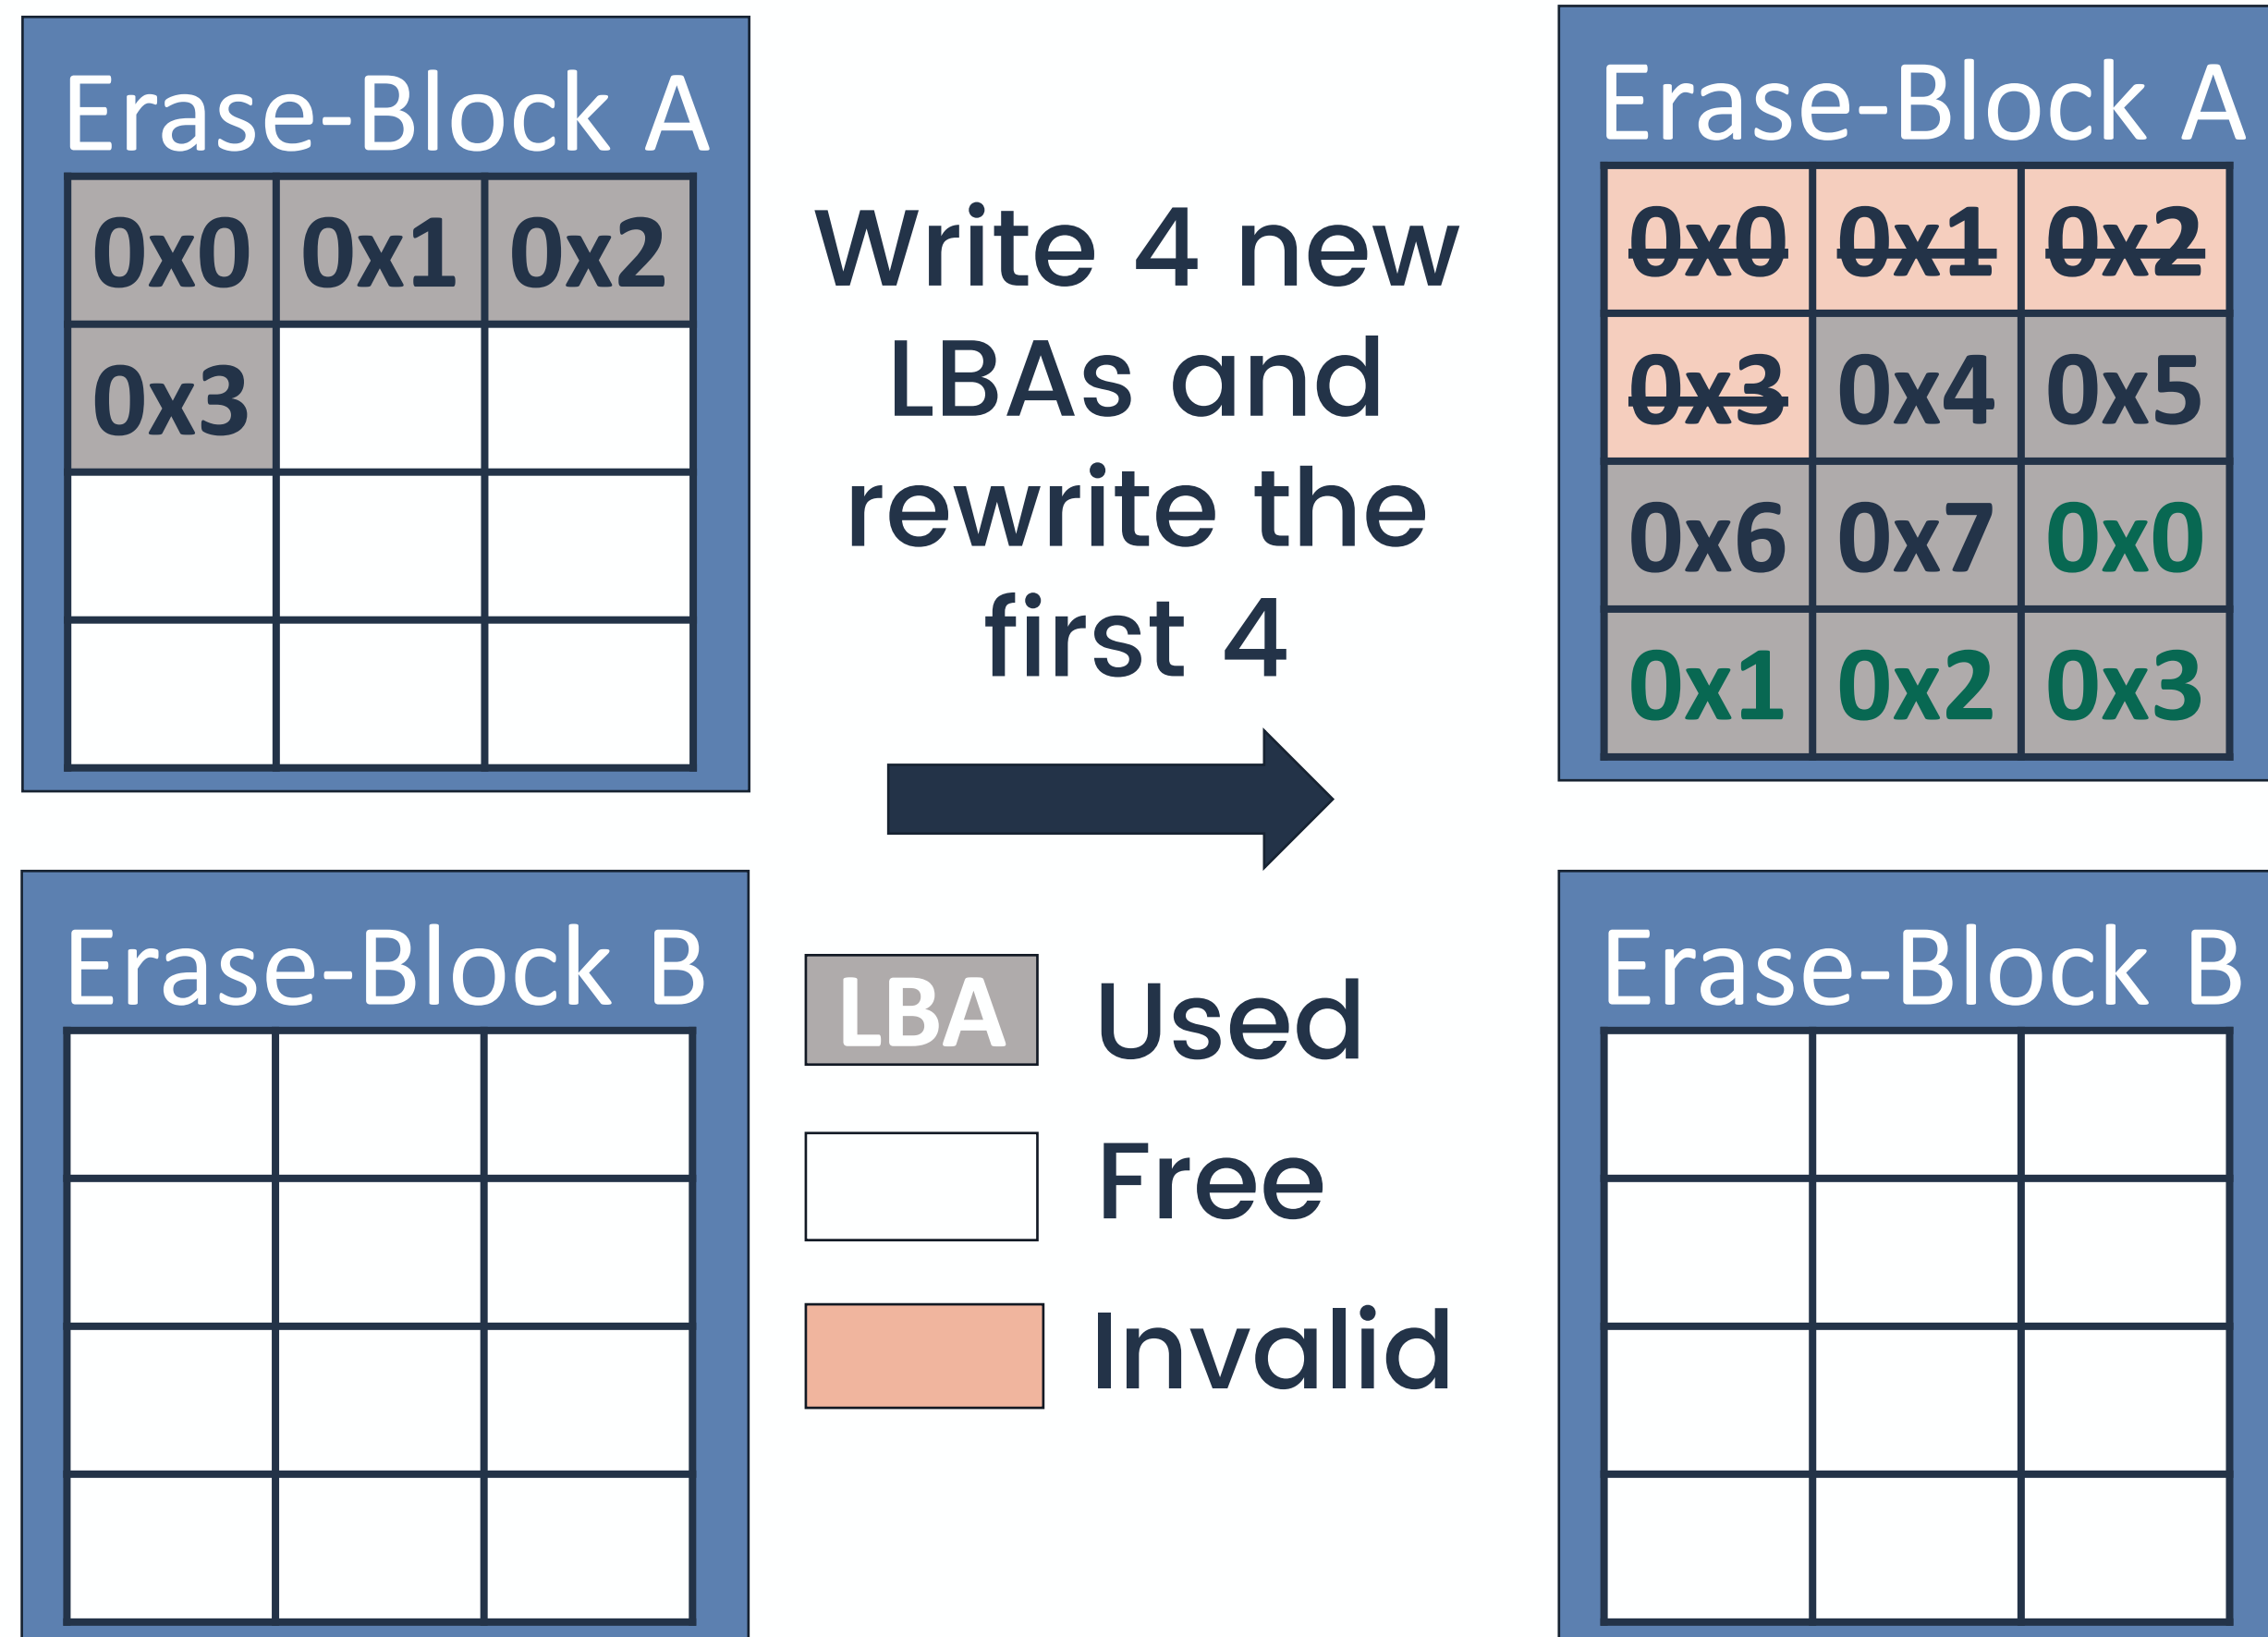 Erase-Block A
0x0 0x1 0x2
0x3
Write 4 new
LBAs and
rewrite the
first 4
Erase-Block A
0x0 0x1 0x2
0x3 0x4 0x5
0x6 0x7 0x0
0x1 0x2 0x3
Erase-Block B
LBA Used
Free
Invalid
Erase-Block B